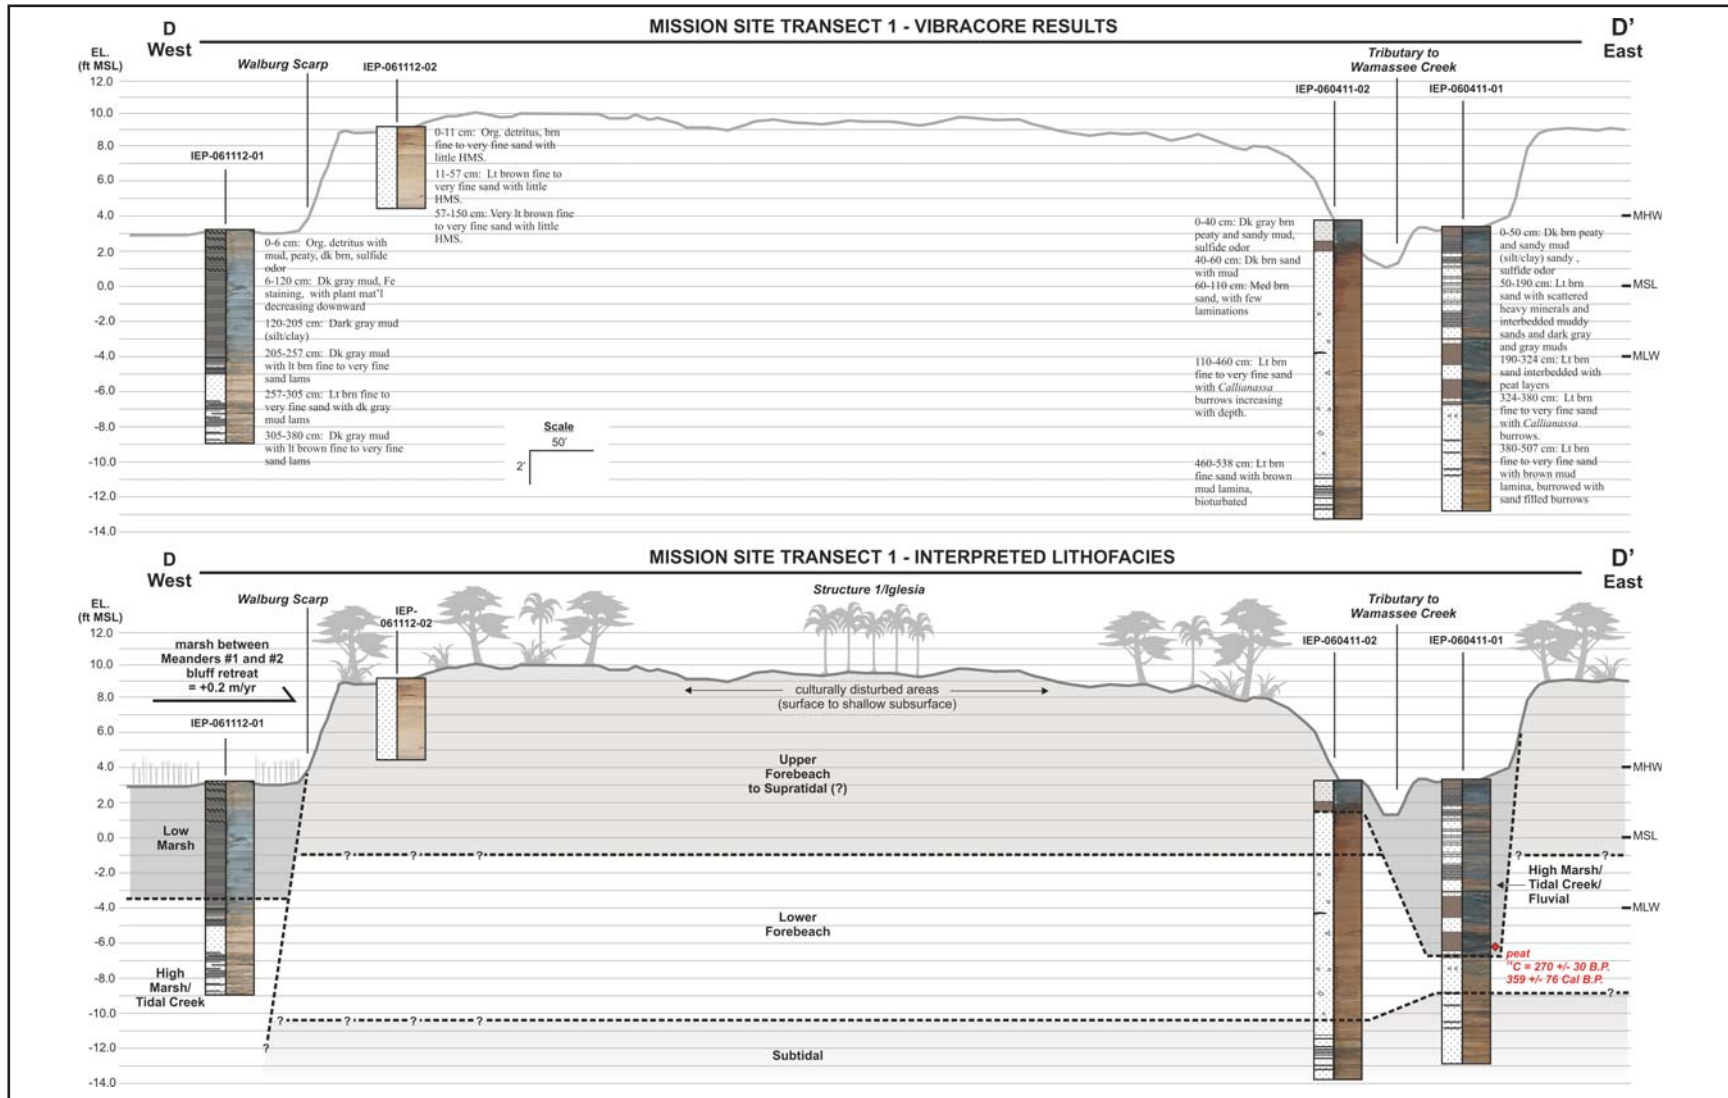 MISSION SITE TRANSECT 1 - VIBRACORE RESULTS
D
West
D'
East
EL.
(ft MSL)
Walburg Scarp
IEP-061112-02
Tributary to
Wamassee Creek
IEP-060411-02
IEP-060411-01
IEP-061112-01
12.0
10.0
8.0
6.0
4.0
2.0
0.0
-2.0
-4.0
-6.0
-8.0
-10.0
-12.0
-14.0
0-11 cm: Org. detritus, brn
fine to very fine sand with
little HMS.
11-57 cm: Lt brown fine to
very fine sand with little
HMS.
57-150 cm: Very lt brown fine
to very fine sand with little
HMS.
0-6 cm: Org. detritus with
mud, peaty, dk brn, sulfide
odor
6-120 cm: Dk gray mud, Fe
staining, with plant mat'l
decreasing downward
120-205 cm: Dark gray mud
(silt/clay)
205-257 cm: Dk gray mud
with lt brn fine to very fine
sand lams
257-305 cm: Lt brn fine to
very fine sand with dk gray
mud lams
305-380 cm: Dk gray mud
with lt brown fine to very fine
sand lams
Scale
50'
2'
0-40 cm: Dk gray brn
peaty and sandy mud,
sulfide odor
40-60 cm: Dk brn sand
with mud
60-110 cm: Med brn
sand, with few
laminations
110-460 cm: Lt brn
fine to very fine sand
with Callianassa
burrows increasing
with depth.
460-538 cm: Lt brn
fine sand with brown
mud lamina,
bioturbated
0-50 cm: Dk brn peaty
and sandy mud
(silt/clay) sandy ,
sulfide odor
50-190 cm: Lt brn
sand with scattered
heavy minerals and
interbedded muddy
sands and dark gray
and gray muds
190-324 cm: Lt brn
sand interbedded with
peat layers
324-380 cm: Lt brn
fine to very fine sand
with Callianassa
burrows.
380-507 cm: Lt brn
fine to very fine sand
with brown mud
lamina, burrowed with
sand filled burrows
MHW
MSL
MLW
MISSION SITE TRANSECT 1 - INTERPRETED LITHOFACIES
D
West
D'
East
EL.
(ft MSL)
Walburg Scarp
IEP-
061112-02
Structure 1/Iglesia
Tributary to
Wamassee Creek
IEP-060411-02
IEP-060411-01
12.0
10.0
8.0
6.0
4.0
2.0
0.0
-2.0
-4.0
-6.0
-8.0
-10.0
-12.0
-14.0
marsh between
Meanders #1 and #2
bluff retreat
= +0.2 m/yr
IEP-061112-01
culturally disturbed areas
(surface to shallow subsurface)
Upper
Forebeach
to Supratidal (?)
Low
Marsh
? ? ?
? ?
High Marsh/
Tidal Creek/
Fluvial
Lower
Forebeach
High
Marsh/
Tidal Creek
peat
¹⁴C = 270 +/- 30 B.P.
359 +/- 76 Cal B.P.
? ? ? ?
?
?
Subtidal
MHW
MSL
MLW